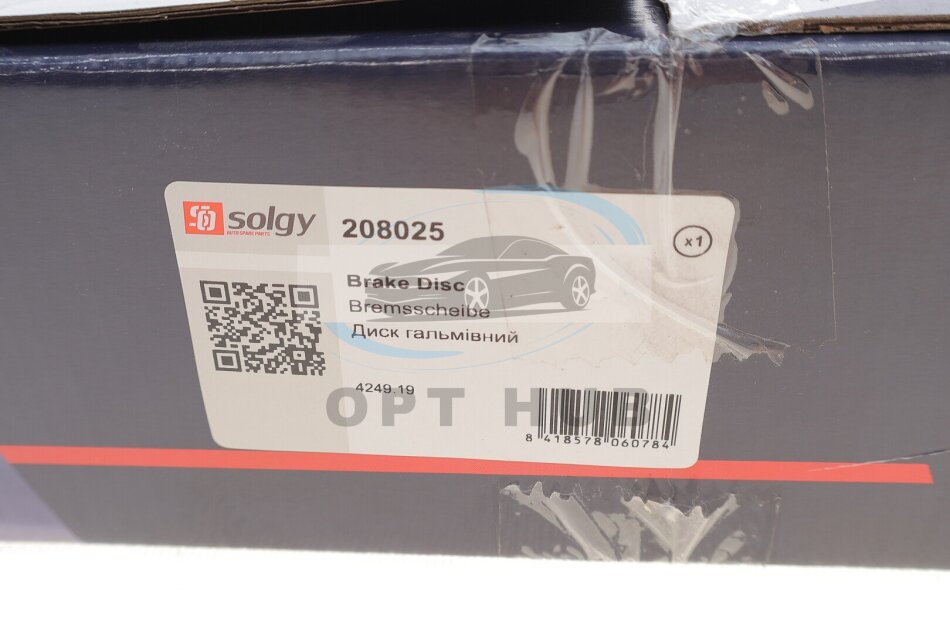 solgy
AUTO SPARE PARTS
208025
x1
Brake Disc
Bremsscheibe
Диск гальмівний
4249.19
OPT HUB
8 418578 060784